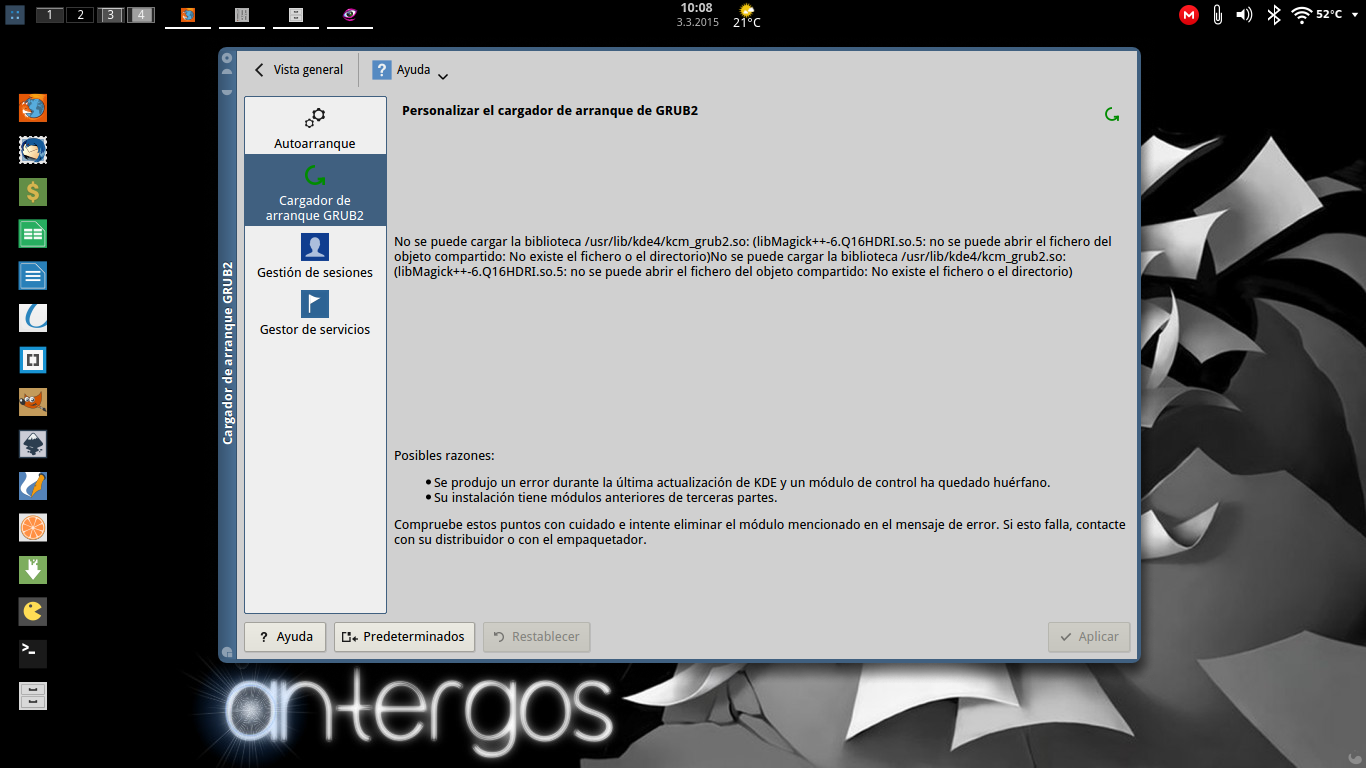 1 2 3 4
10:08
3.3.2015
21°C
M
52°C
Vista general
? Ayuda
Autoarranque
Cargador de
arranque GRUB2
Gestión de sesiones
Gestor de servicios
Cargador de arranque GRUB2
Personalizar el cargador de arranque de GRUB2
No se puede cargar la biblioteca /usr/lib/kde4/kcm_grub2.so: (libMagick++-6.Q16HDRI.so.5: no se puede abrir el fichero del
objeto compartido: No existe el fichero o el directorio)No se puede cargar la biblioteca /usr/lib/kde4/kcm_grub2.so:
(libMagick++-6.Q16HDRI.so.5: no se puede abrir el fichero del objeto compartido: No existe el fichero o el directorio)
Posibles razones:
Se produjo un error durante la última actualización de KDE y un módulo de control ha quedado huérfano.
Su instalación tiene módulos anteriores de terceras partes.
Compruebe estos puntos con cuidado e intente eliminar el módulo mencionado en el mensaje de error. Si esto falla, contacte
con su distribuidor o con el empaquetador.
? Ayuda
Predeterminados
Restablecer
Aplicar
antergos